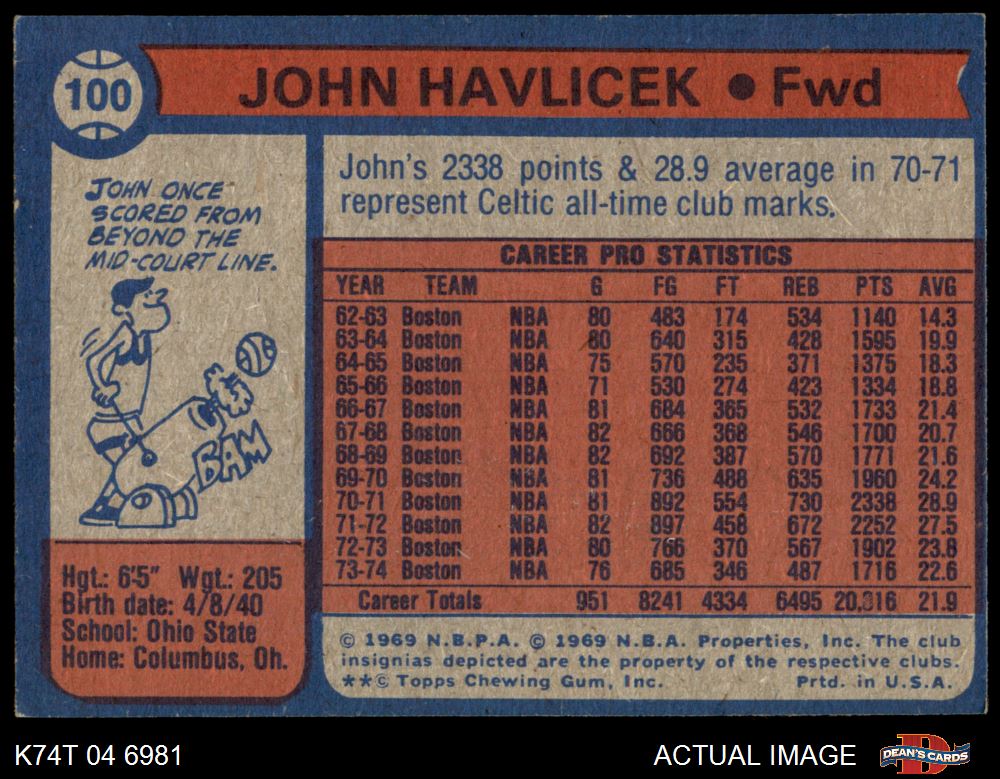 100
JOHN HAVLICEK ● Fwd
JOHN ONCE
SCORED FROM
BEYOND THE
MID-COURT LINE.
BAM
John's 2338 points & 28.9 average in 70-71
represent Celtic all-time club marks.
CAREER PRO STATISTICS
YEAR TEAM G FG FT REB PTS AVG
62-63 Boston NBA 80 483 174 534 1140 14.3
63-64 Boston NBA 80 640 315 428 1595 19.9
64-65 Boston NBA 75 570 235 371 1375 18.3
65-66 Boston NBA 71 530 274 423 1334 18.8
66-67 Boston NBA 81 684 365 532 1733 21.4
67-68 Boston NBA 82 666 368 546 1700 20.7
68-69 Boston NBA 82 692 387 570 1771 21.6
69-70 Boston NBA 81 736 488 635 1960 24.2
70-71 Boston NBA 81 892 554 730 2338 28.9
71-72 Boston NBA 82 897 458 672 2252 27.5
72-73 Boston NBA 80 766 370 567 1902 23.8
73-74 Boston NBA 76 685 346 487 1716 22.6
Career Totals 951 8241 4334 6495 20,816 21.9
Hgt.: 6'5" Wgt.: 205
Birth date: 4/8/40
School: Ohio State
Home: Columbus, Oh.
© 1969 N.B.P.A. © 1969 N.B.A. Properties, Inc. The club
insignias depicted are the property of the respective clubs.
**© Topps Chewing Gum, Inc. Prtd. in U.S.A.
K74T 04 6981
ACTUAL IMAGE
DEAN'S CARDS